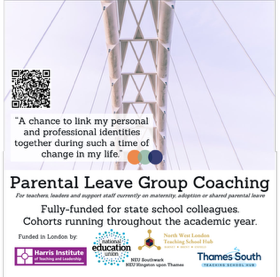 "A chance to link my personal
and professional identities
together during such a time of
change in my life."
Parental Leave Group Coaching
For teachers, leaders and support staff currently on maternity, adoption or shared parental leave
Fully-funded for state school colleagues.
Cohorts running throughout the academic year.
Funded in London by:
Harris Institute
of Teaching and Leadership
national
education
union
NEU Southwark
NEU Kingston upon Thames
North West London
Teaching School Hub
Thames South
TEACHING SCHOOL HUB